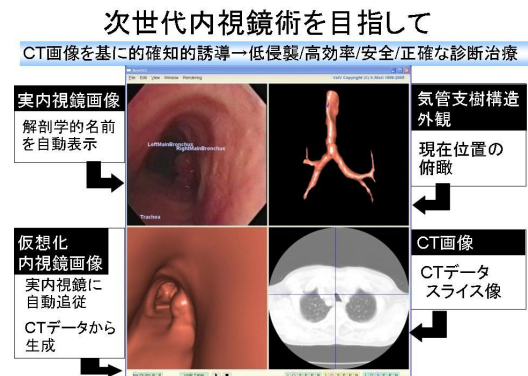 次世代内視鏡術を目指して
CT画像を基に的確知的誘導→低侵襲/高効率/安全/正確な診断治療
実内視鏡画像
解剖学的名前
を自動表示
File Edit View Window Rendering
LeftMainBronchus
RightMainBronchus
Trachea
気管支樹構造
外観
現在位置の
俯瞰
仮想化
内視鏡画像
実内視鏡に
自動追従
CTデータから
生成
CT画像
CTデータ
スライス像